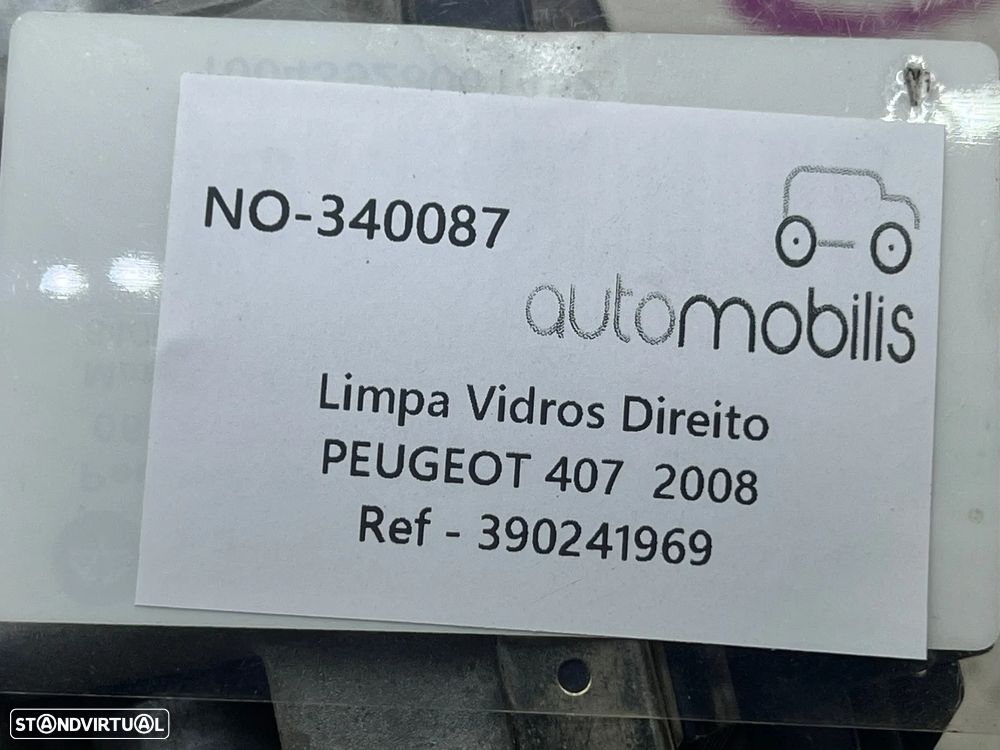 NO-340087
automobilis
Limpa Vidros Direito
PEUGEOT 407 2008
Ref - 390241969
STANDVIRTUAL